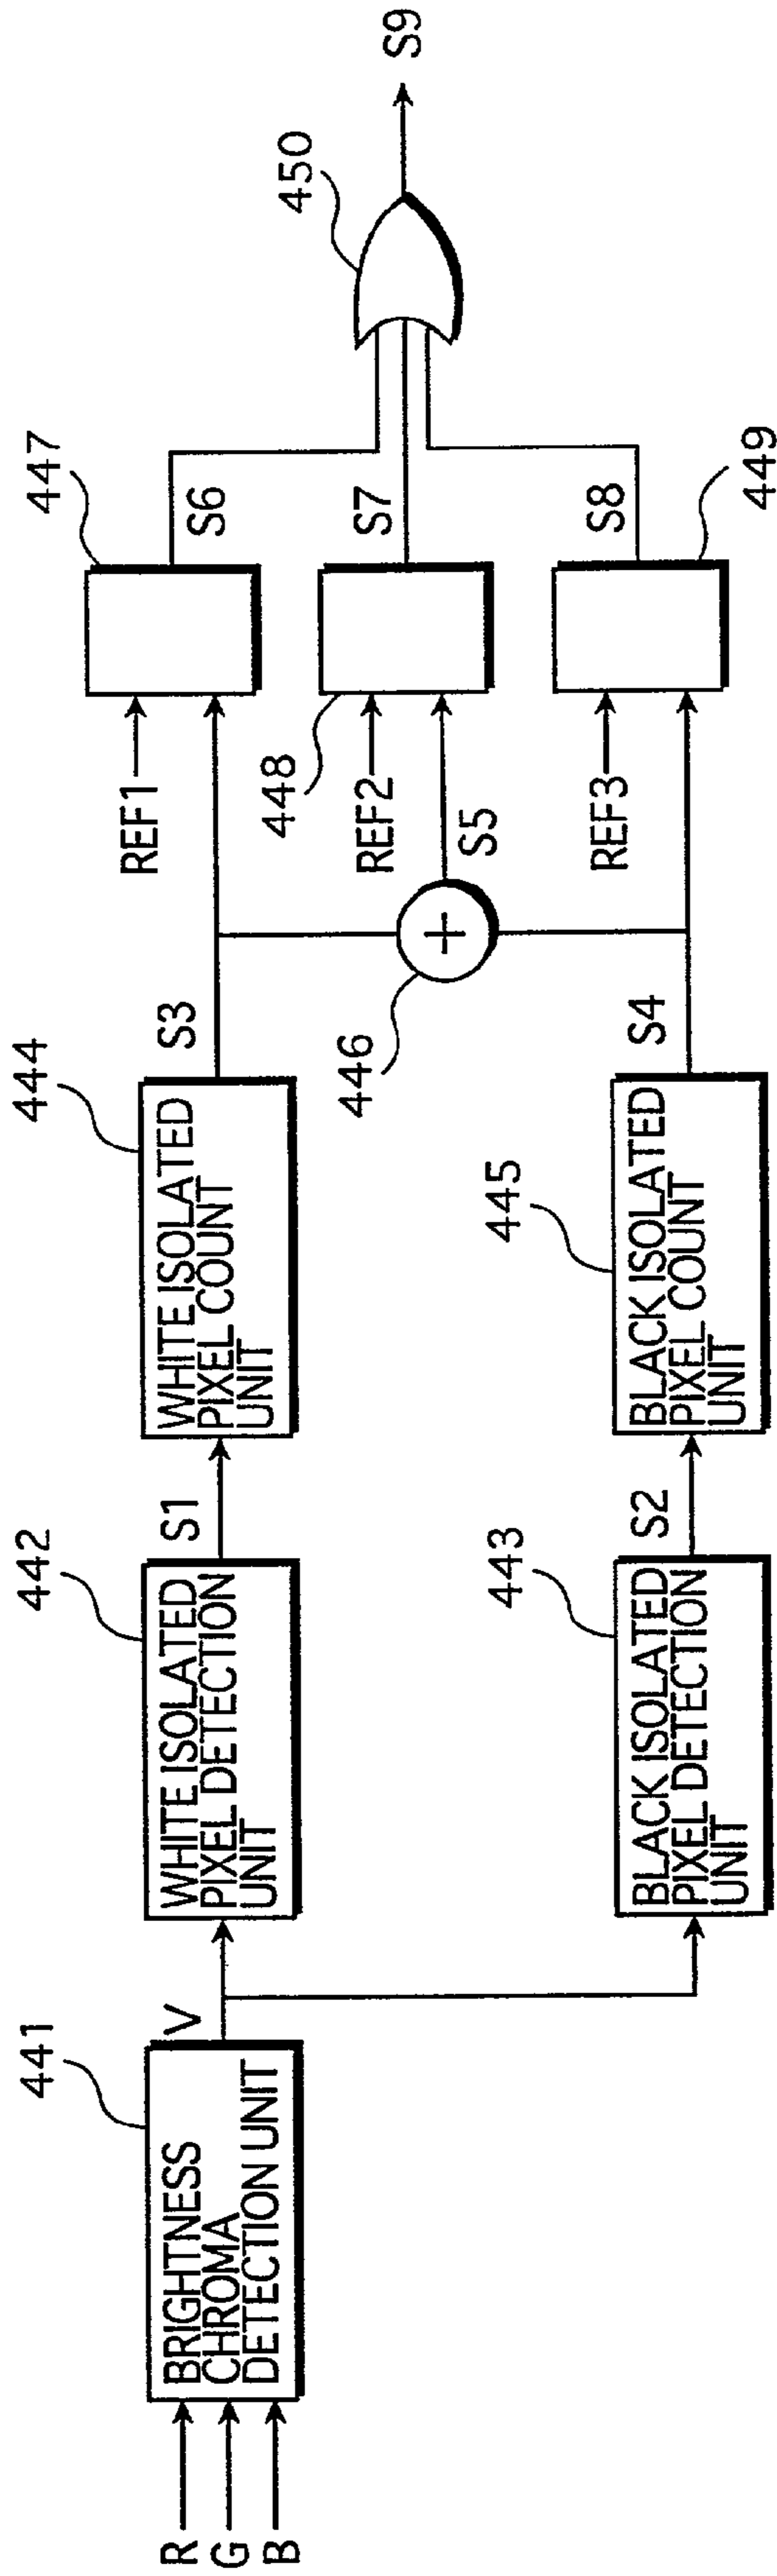 R
G
B
441
BRIGHTNESS
CHROMA
DETECTION UNIT
V
442
WHITE ISOLATED
PIXEL DETECTION
UNIT
S1
444
WHITE ISOLATED
PIXEL COUNT
UNIT
S3
443
BLACK ISOLATED
PIXEL DETECTION
UNIT
S2
445
BLACK ISOLATED
PIXEL COUNT
UNIT
S4
446
+
S5
REF1
447
S6
REF2
448
S7
REF3
449
S8
450
S9